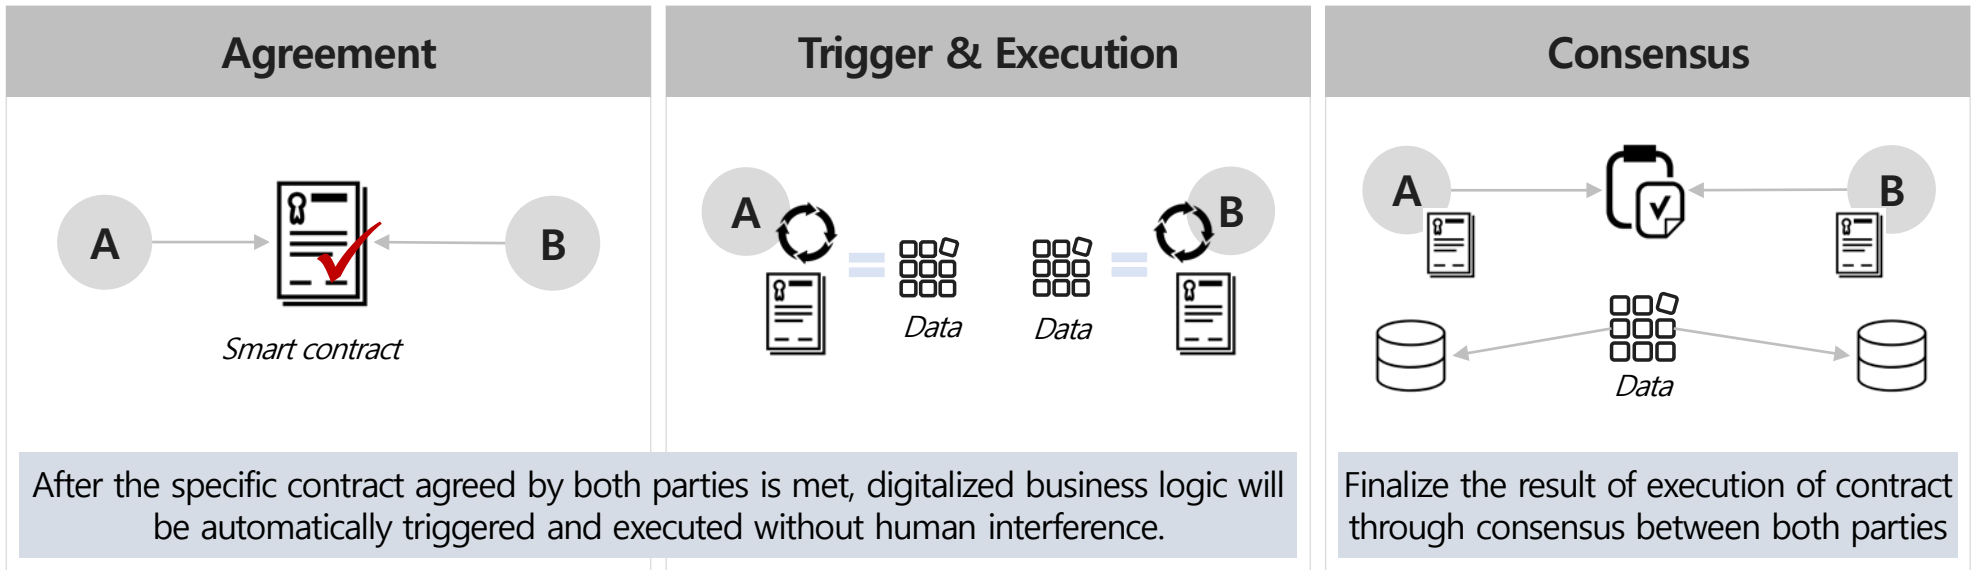 Agreement
A
B
Smart contract
Trigger & Execution
A
B
Data
Data
After the specific contract agreed by both parties is met, digitalized business logic will
be automatically triggered and executed without human interference.
Consensus
A
B
Data
Finalize the result of execution of contract
through consensus between both parties